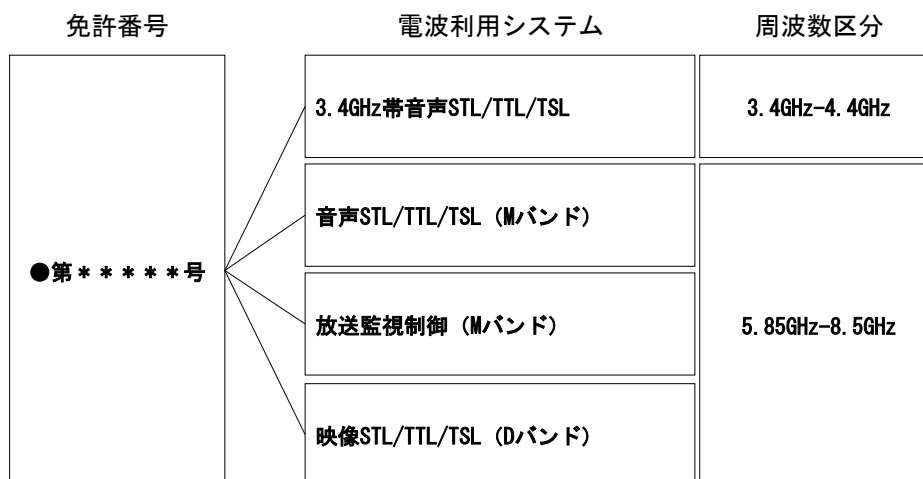 免許番号
電波利用システム
周波数区分
●第＊＊＊＊＊号
3.4GHz帯音声STL/TTL/TSL
3.4GHz-4.4GHz
音声STL/TTL/TSL（Mバンド）
放送監視制御（Mバンド）
5.85GHz-8.5GHz
映像STL/TTL/TSL（Dバンド）